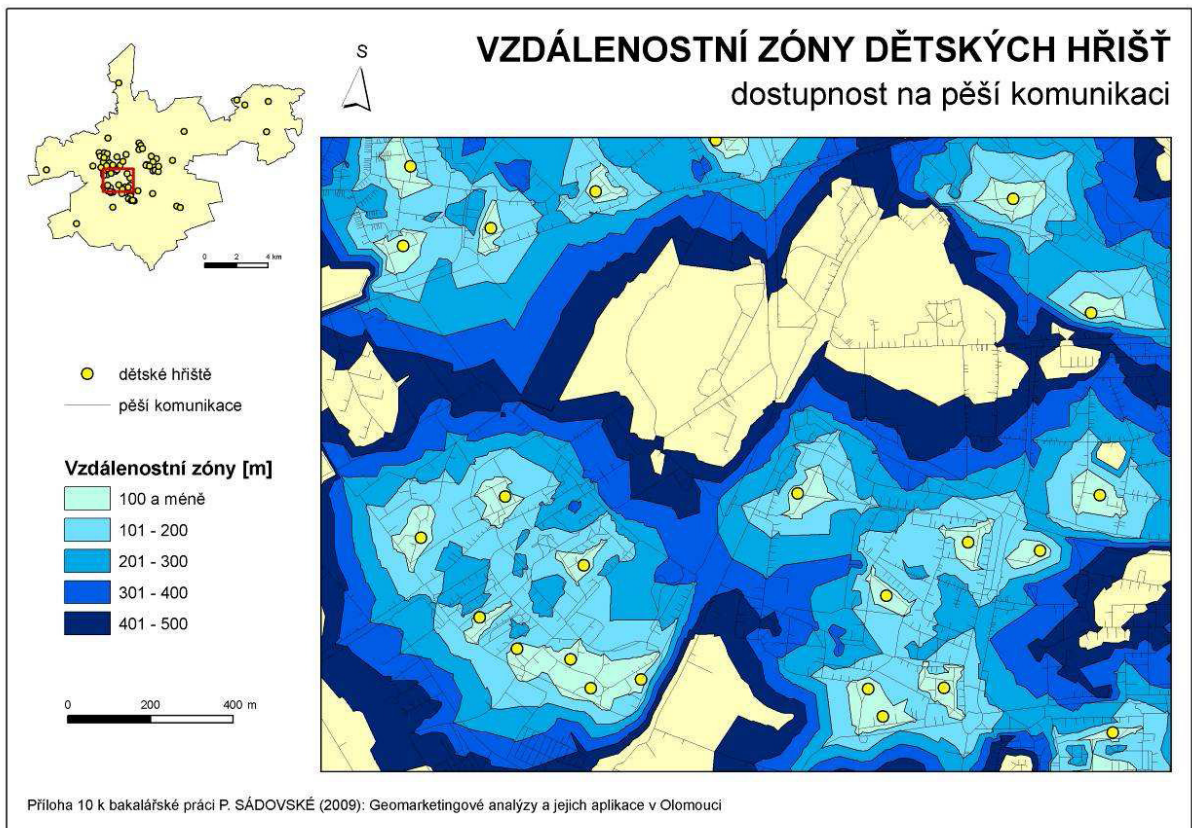 VZDÁLENOSTNÍ ZÓNY DĚTSKÝCH HŘIŠŤ
dostupnost na pěší komunikaci
S
0 2 4 km
dětské hřiště
pěší komunikace
Vzdálenostní zóny [m]
100 a méně
101 - 200
201 - 300
301 - 400
401 - 500
0 200 400 m
Příloha 10 k bakalářské práci P. SÁDOVSKÉ (2009): Geomarketingové analýzy a jejich aplikace v Olomouci